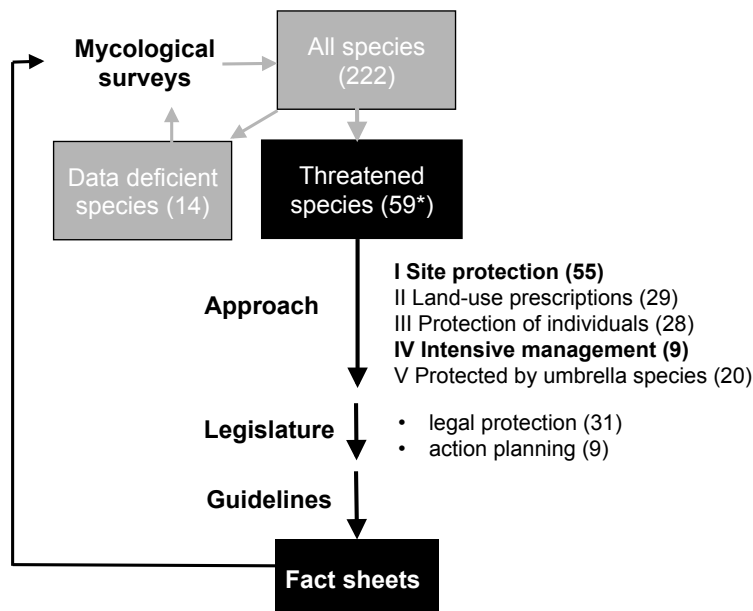 Mycological
surveys
All species
(222)
Data deficient
species (14)
Threatened
species (59*)
Approach
I Site protection (55)
II Land-use prescriptions (29)
III Protection of individuals (28)
IV Intensive management (9)
V Protected by umbrella species (20)
Legislature
• legal protection (31)
• action planning (9)
Guidelines
Fact sheets